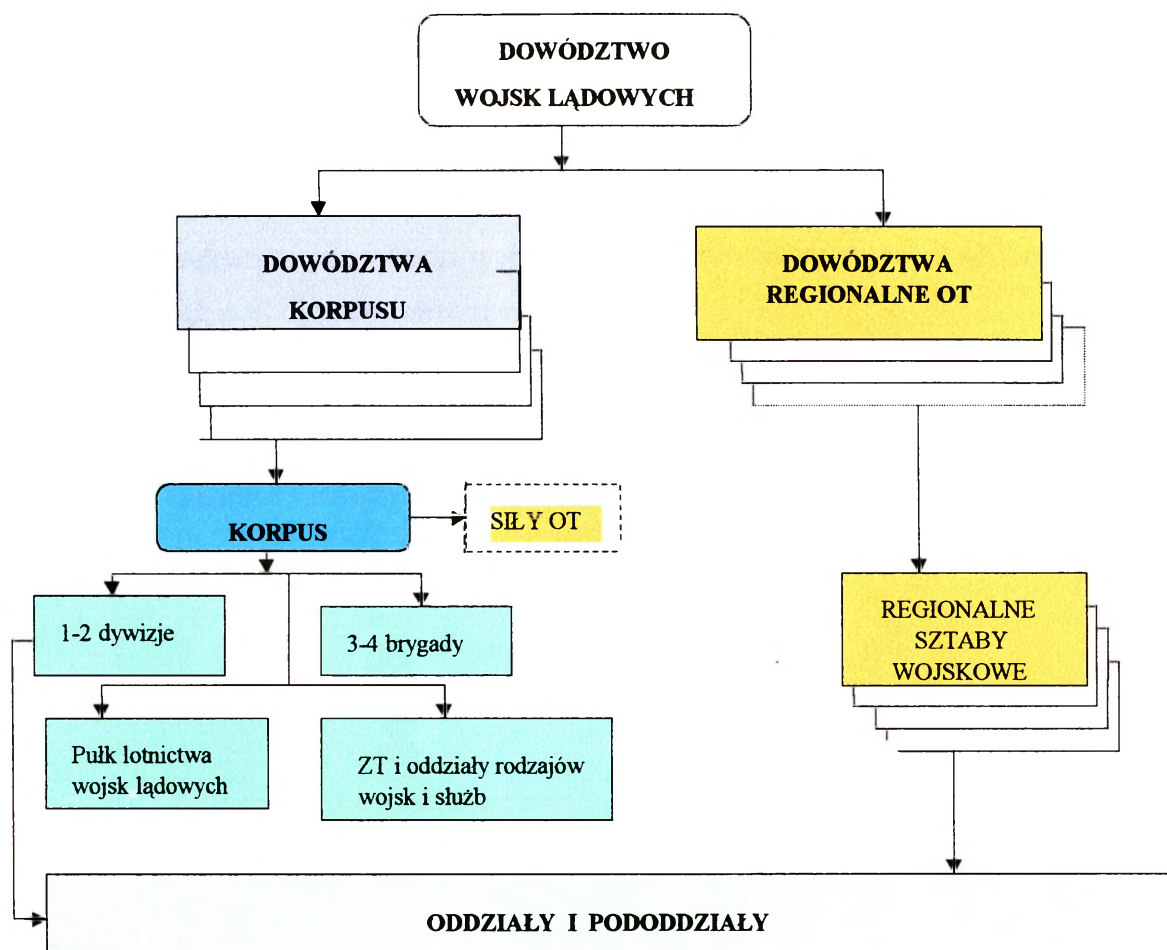 DOWÓDZTWO
WOJSK LĄDOWYCH
DOWÓDZTWA
KORPUSU
DOWÓDZTWA
REGIONALNE OT
KORPUS
SIŁY OT
1-2 dywizje
3-4 brygady
REGIONALNE
SZTABY
WOJSKOWE
Pułk lotnictwa
wojsk lądowych
ZT i oddziały rodzajów
wojsk i służb
ODDZIAŁY I PODODDZIAŁY